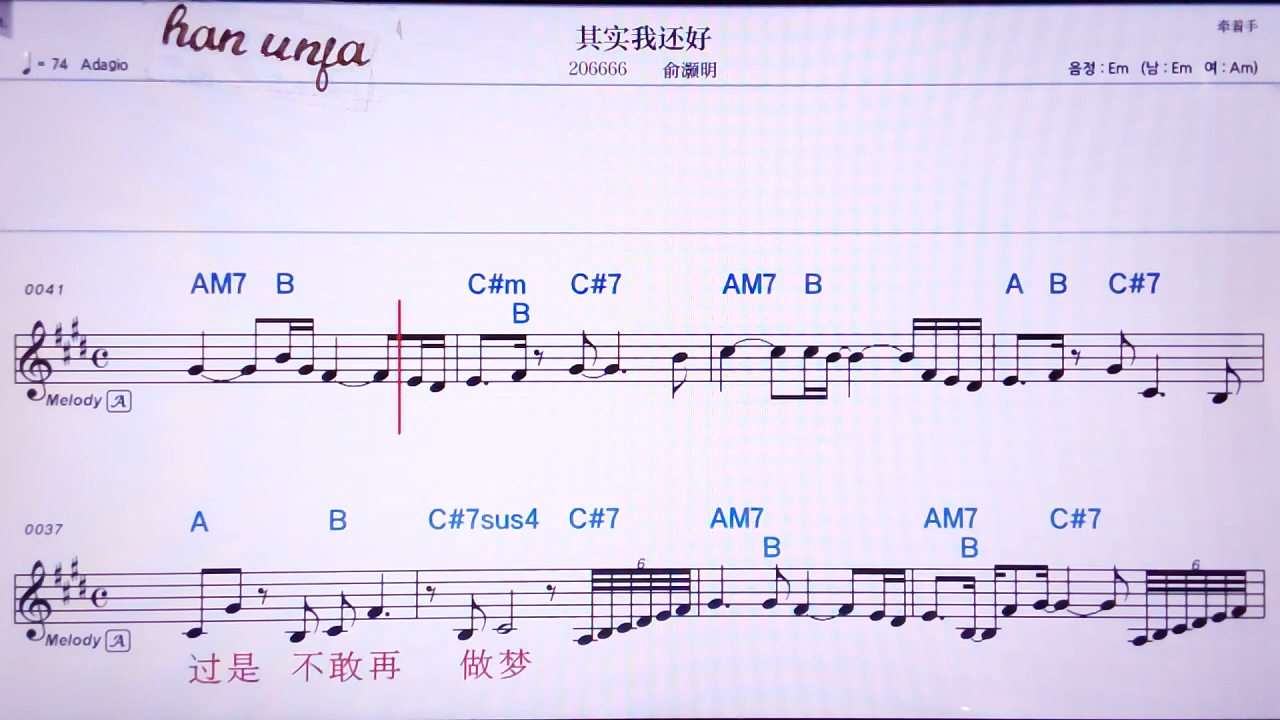 han unfa
其实我还好
牵着手
♩= 74 Adagio
206666 俞灏明
음정 : Em (남 : Em 여 : Am)
0041
AM7 B C#m C#7 AM7 B A B C#7
B
Melody A
0037
A B C#7sus4 C#7 AM7 AM7 C#7
B B
6 6
Melody A
过是 不敢再 做梦